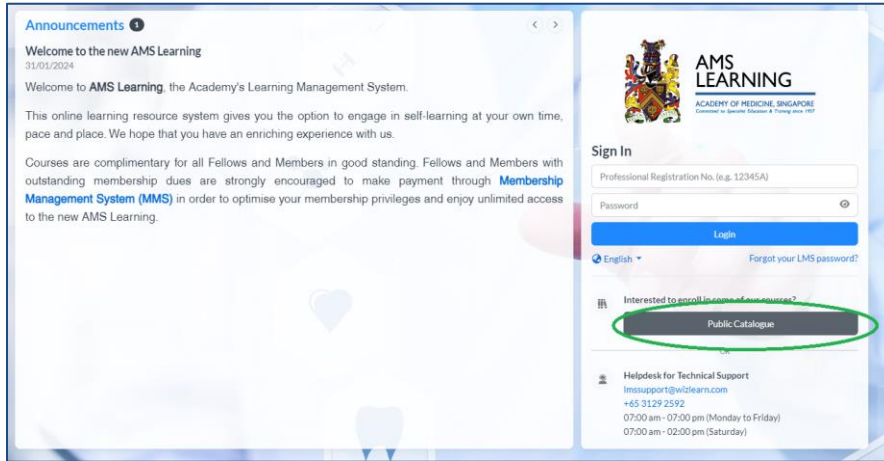 Announcements 1
Welcome to the new AMS Learning
31/01/2024
Welcome to AMS Learning, the Academy's Learning Management System.
This online learning resource system gives you the option to engage in self-learning at your own time,
pace and place. We hope that you have an enriching experience with us.
Courses are complimentary for all Fellows and Members in good standing. Fellows and Members with
outstanding membership dues are strongly encouraged to make payment through Membership
Management System (MMS) in order to optimise your membership privileges and enjoy unlimited access
to the new AMS Learning.
AMS
LEARNING
ACADEMY OF MEDICINE, SINGAPORE
Committed to Specialist Education & Training since 1957
Sign In
Professional Registration No. (e.g. 12345A)
Password
Login
English
Forgot your LMS password?
Interested to enroll in some of our courses?
Public Catalogue
OR
Helpdesk for Technical Support
lmssupport@wizlearn.com
+65 3129 2592
07:00 am - 07:00 pm (Monday to Friday)
07:00 am - 02:00 pm (Saturday)